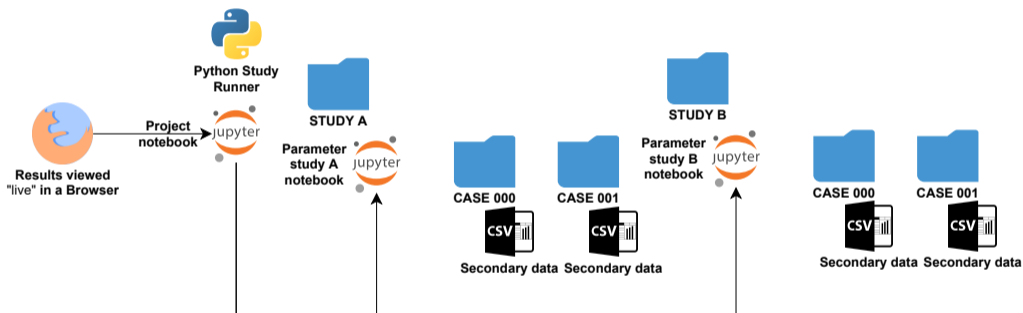 Python Study
Runner
Project
notebook
jupyter
Results viewed
"live" in a Browser
STUDY A
Parameter
study A
notebook
jupyter
CASE 000
CSV
Secondary data
CASE 001
CSV
Secondary data
STUDY B
Parameter
study B
notebook
jupyter
CASE 000
CSV
Secondary data
CASE 001
CSV
Secondary data